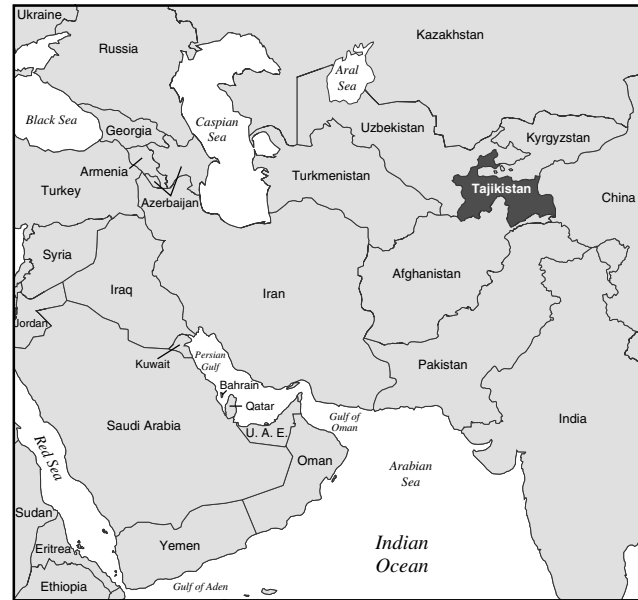 Ukraine
Kazakhstan
Russia
Aral
Sea
Black Sea
Caspian
Sea
Uzbekistan
Georgia
Kyrgyzstan
Armenia
Turkmenistan
Tajikistan
Turkey
China
Azerbaijan
Syria
Afghanistan
Iraq
Iran
Jordan
Persian
Gulf
Kuwait
Pakistan
Bahrain
Qatar
Saudi Arabia
Gulf of
Oman
India
U. A. E.
Red Sea
Oman
Arabian
Sea
Sudan
Yemen
Indian
Ocean
Eritrea
Ethiopia
Gulf of Aden